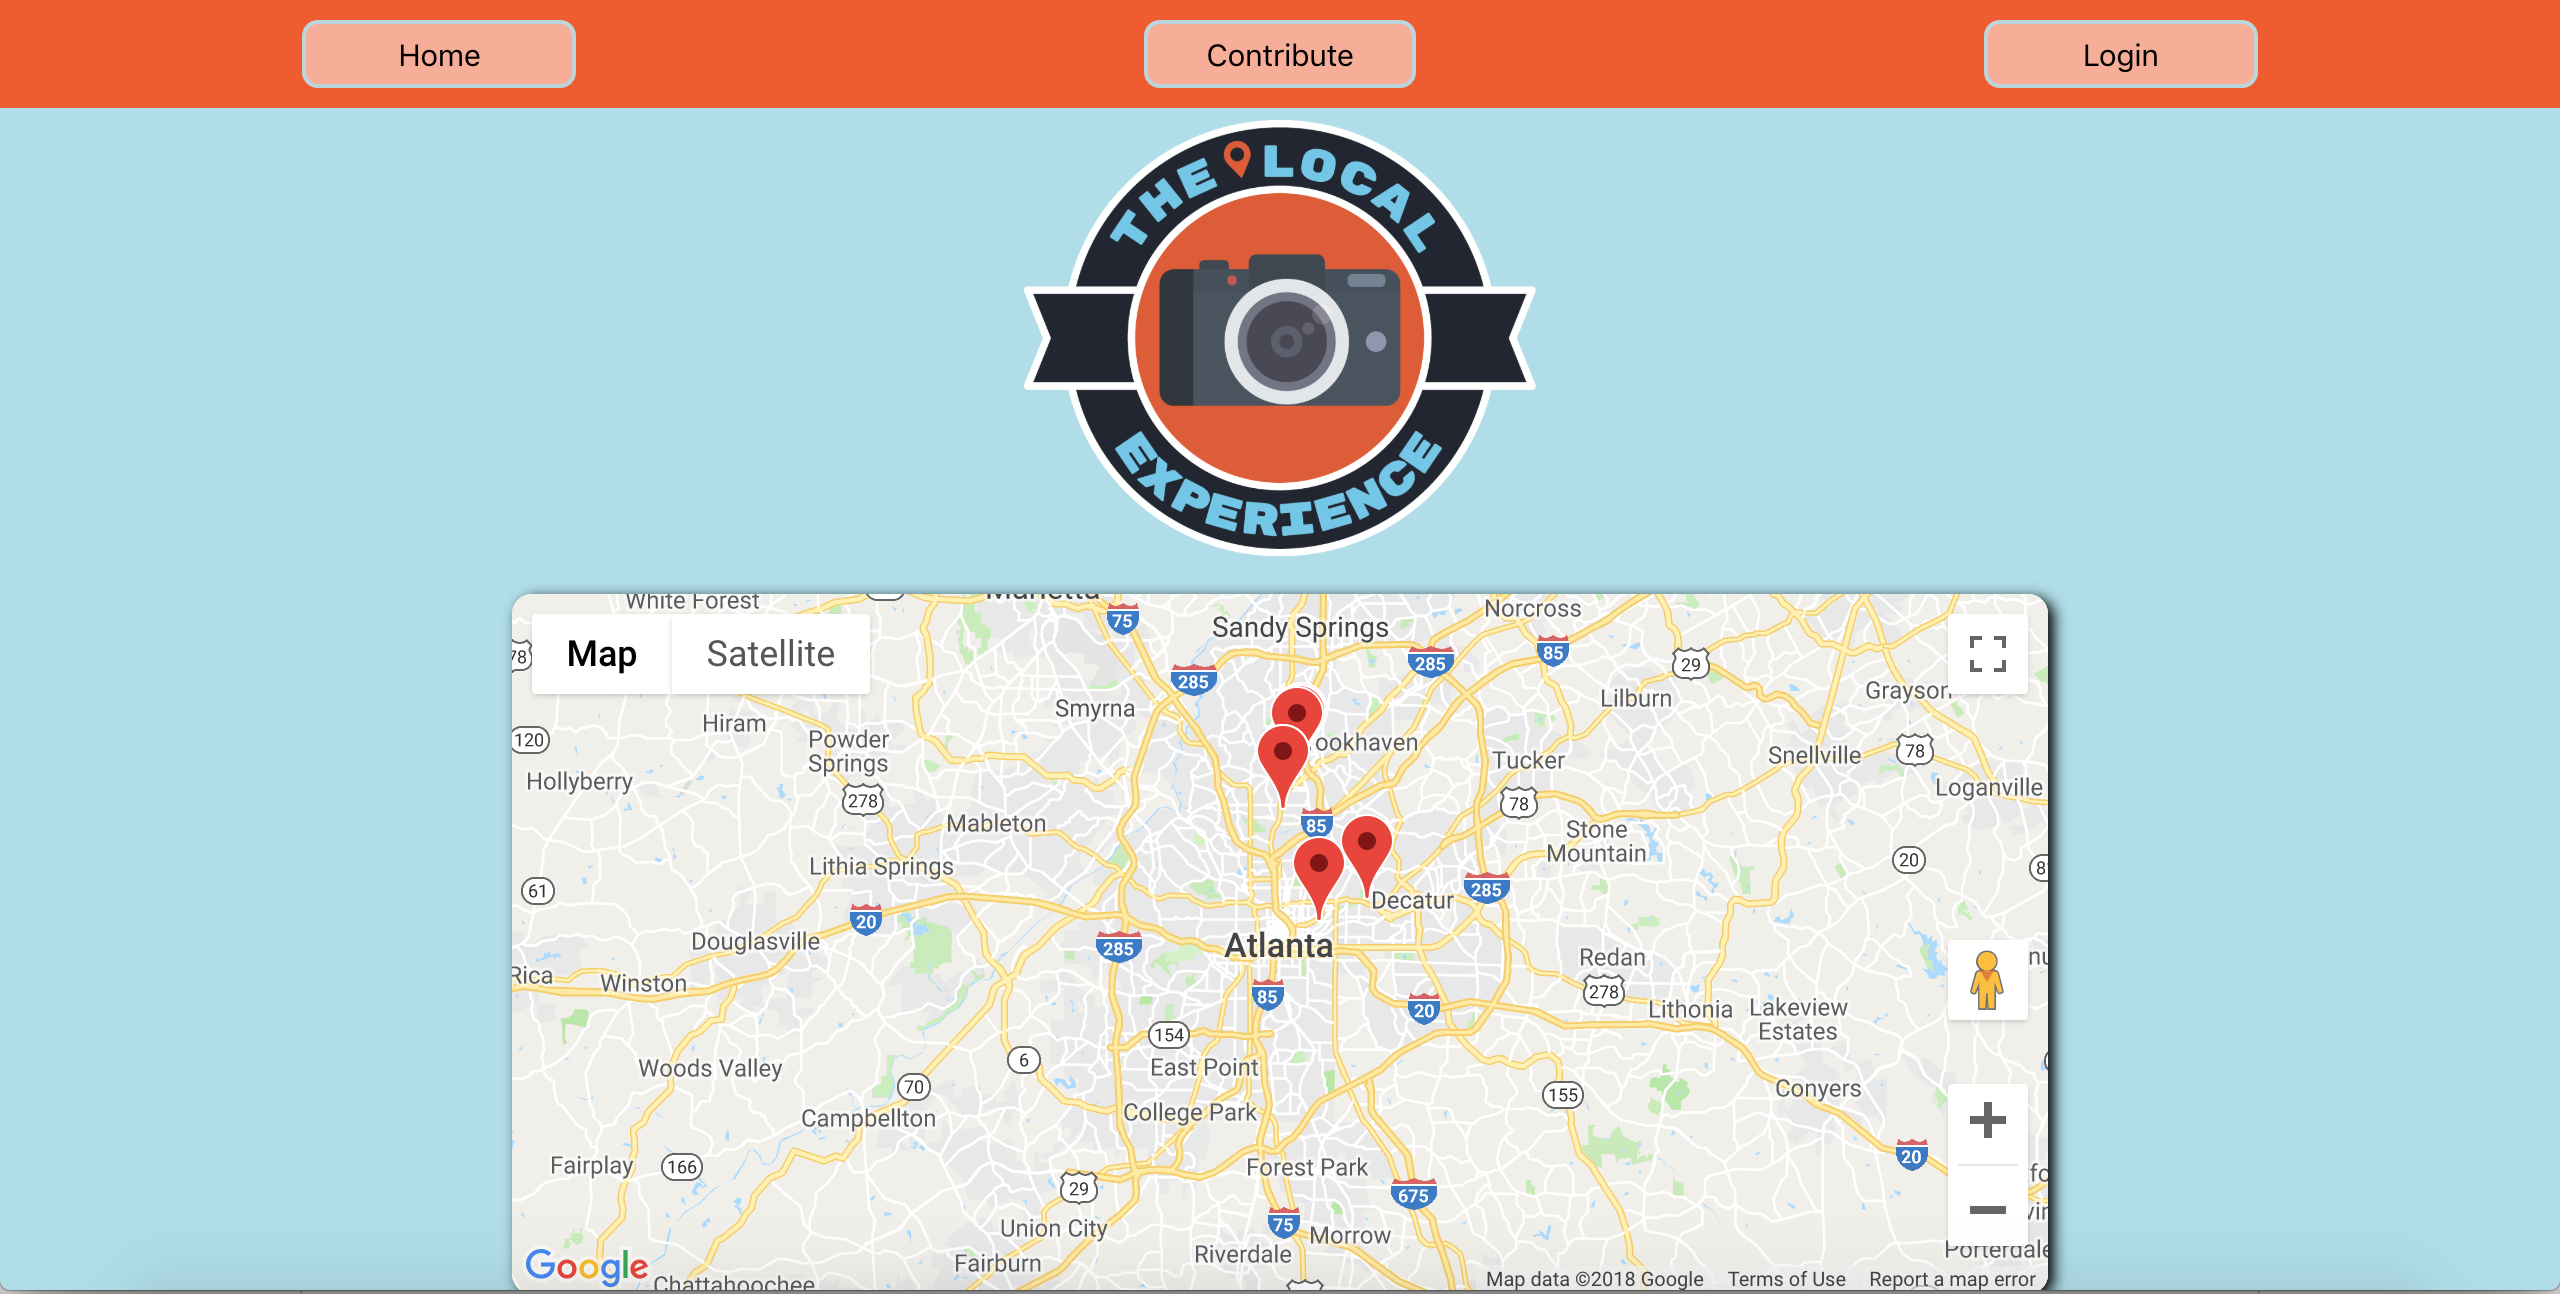 Home
Contribute
Login
THE LOCAL
EXPERIENCE
White Forest
Marietta
75
Sandy Springs
Norcross
Map
Satellite
78
285
285
85
29
Lilburn
Grayson
Hiram
Smyrna
120
Powder
Springs
ookhaven
Tucker
Snellville
78
Hollyberry
278
Loganville
78
Mableton
85
Stone
Mountain
Lithia Springs
20
61
285
Decatur
20
Douglasville
285
Atlanta
Rica
Winston
Redan
278
85
20
Lithonia
Lakeview
Estates
154
6
East Point
Woods Valley
70
155
Conyers
Campbellton
College Park
20
Fairplay
166
Forest Park
29
675
Union City
75
Morrow
Riverdale
Porterdale
Fairburn
Google
Chattahoochee
Map data ©2018 Google
Terms of Use
Report a map error